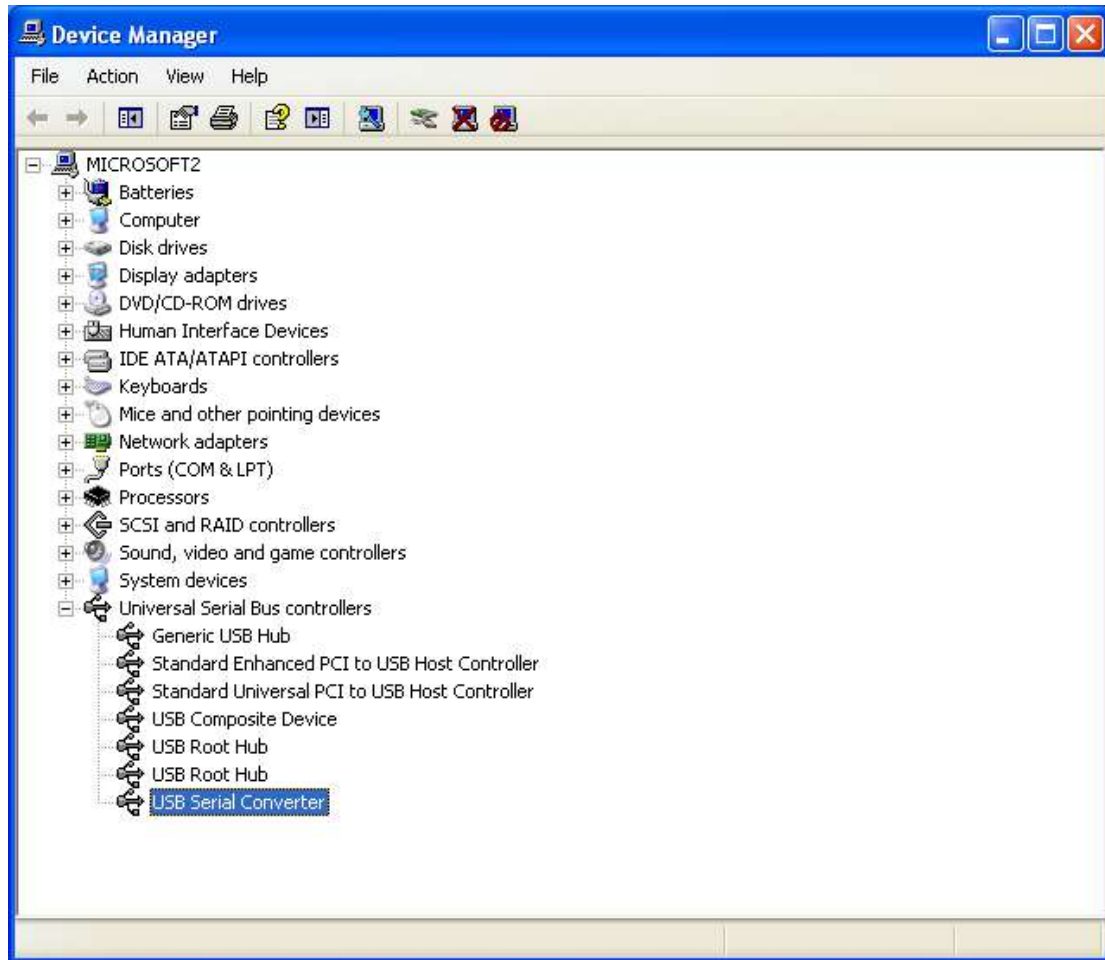 Device Manager
File Action View Help
MICROSOFT2
Batteries
Computer
Disk drives
Display adapters
DVD/CD-ROM drives
Human Interface Devices
IDE ATA/ATAPI controllers
Keyboards
Mice and other pointing devices
Network adapters
Ports (COM & LPT)
Processors
SCSI and RAID controllers
Sound, video and game controllers
System devices
Universal Serial Bus controllers
Generic USB Hub
Standard Enhanced PCI to USB Host Controller
Standard Universal PCI to USB Host Controller
USB Composite Device
USB Root Hub
USB Root Hub
USB Serial Converter